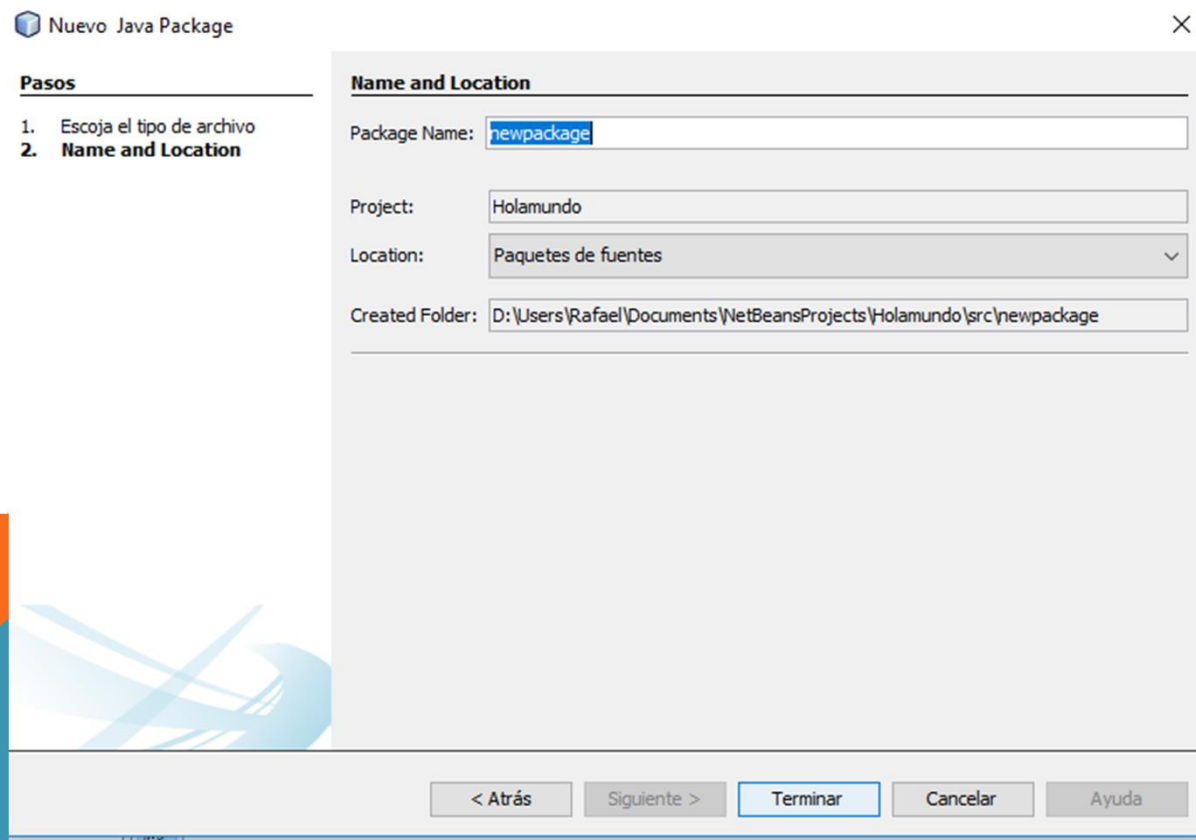 Nuevo  Java Package
Pasos
1. Escoja el tipo de archivo
2. Name and Location
Name and Location
Package Name: newpackage
Project: Holamundo
Location: Paquetes de fuentes
Created Folder: D:\Users\Rafael\Documents\NetBeansProjects\Holamundo\src\newpackage
< Atrás Siguiente > Terminar Cancelar Ayuda